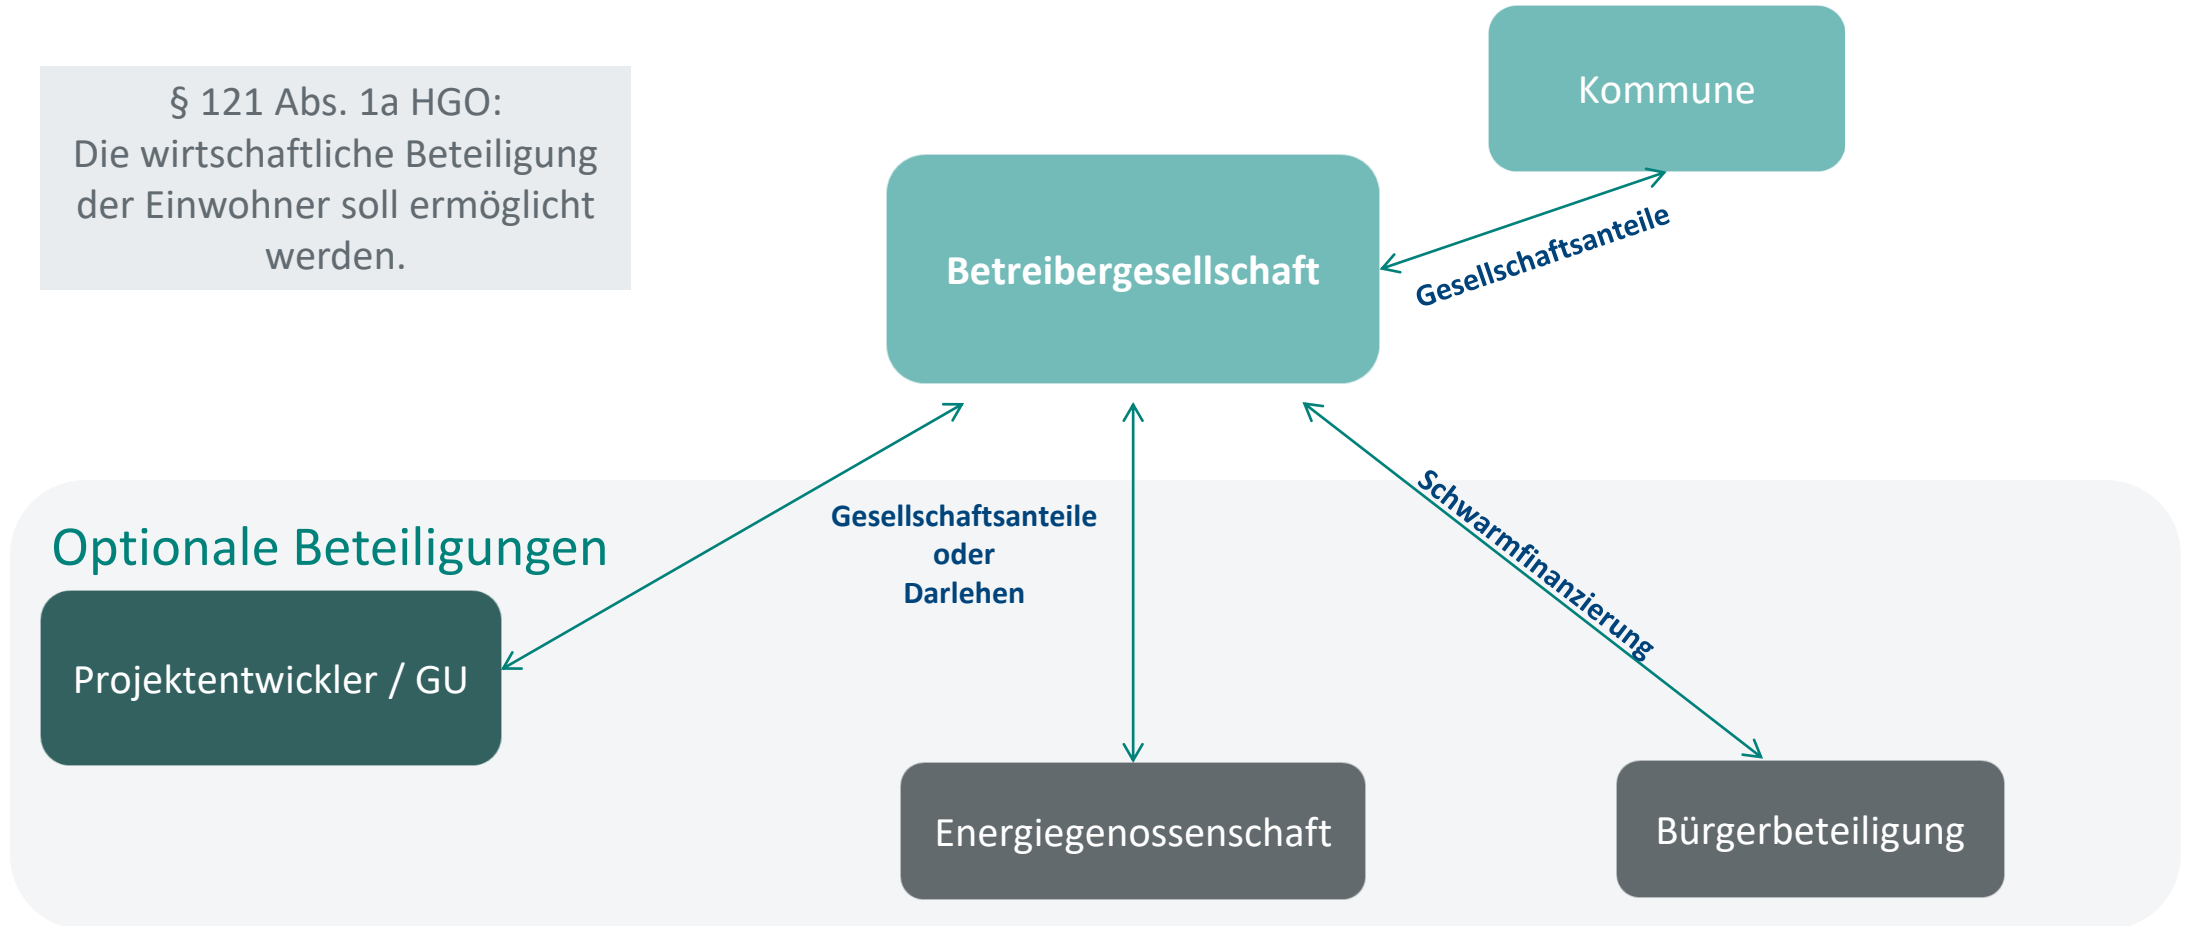 § 121 Abs. 1a HGO:
Die wirtschaftliche Beteiligung
der Einwohner soll ermöglicht
werden.
Kommune
Betreibergesellschaft
Gesellschaftsanteile
Optionale Beteiligungen
Gesellschaftsanteile
oder
Darlehen
Schwarmfinanzierung
Projektentwickler / GU
Energiegenossenschaft
Bürgerbeteiligung